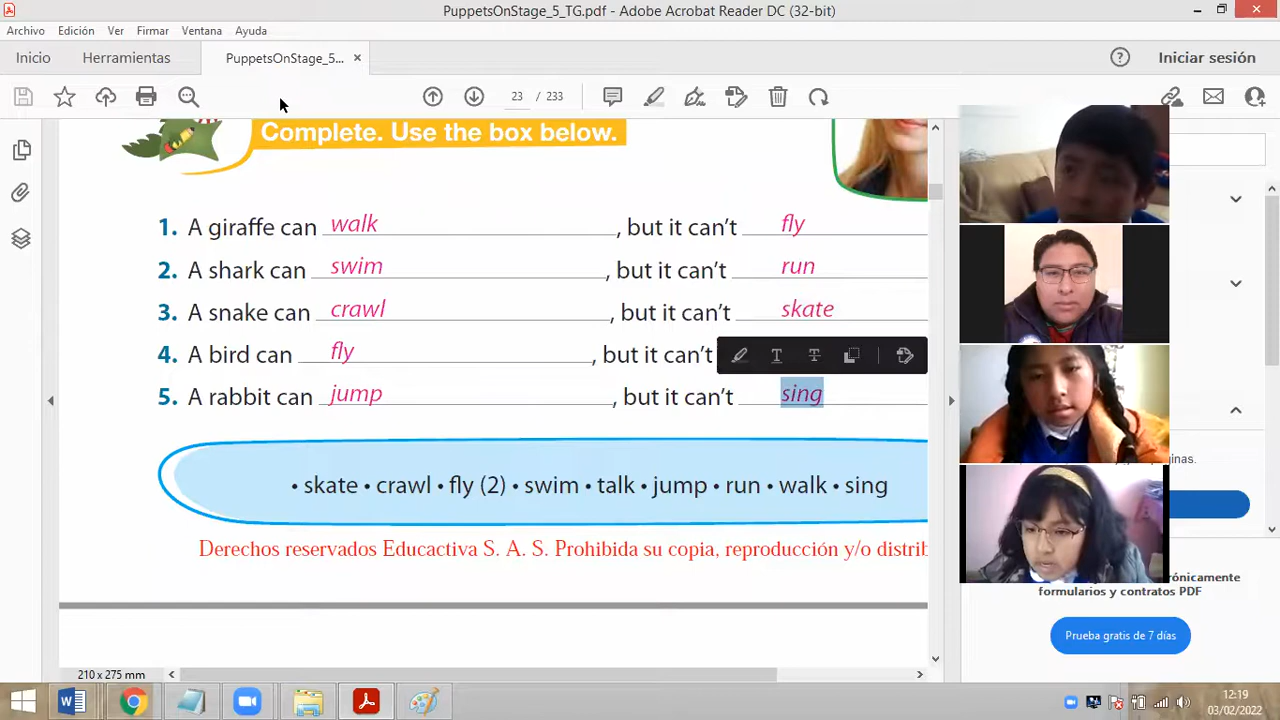 PuppetsOnStage_5_TG.pdf - Adobe Acrobat Reader DC (32-bit)
Archivo Edición Ver Firmar Ventana Ayuda
Inicio Herramientas PuppetsOnStage_5... × Iniciar sesión
23 / 233
Complete. Use the box below.
1. A giraffe can walk, but it can't fly
2. A shark can swim, but it can't run
3. A snake can crawl, but it can't skate
4. A bird can fly, but it can't
5. A rabbit can jump, but it can't sing
• skate • crawl • fly (2) • swim • talk • jump • run • walk • sing
Derechos reservados Educactiva S. A. S. Prohibida su copia, reproducción y/o distrib
formularios y contratos PDF
Prueba gratis de 7 días
210 x 275 mm
12:19
03/02/2022